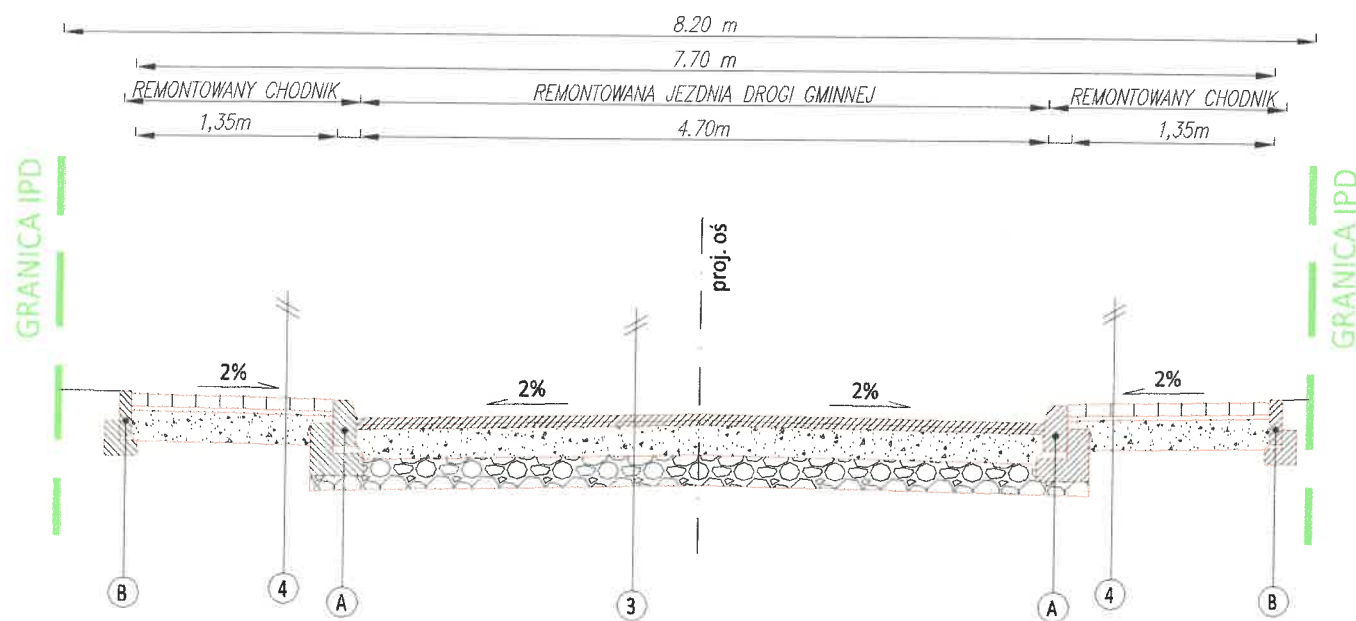 8.20 m
7.70 m
REMONTOWANY CHODNIK
REMONTOWANA JEZDNIA DROGI GMINNEJ
REMONTOWANY CHODNIK
1,35m
4.70m
1,35m
GRANICA IPD
proj. oś
GRANICA IPD
2%
2%
2%
2%
B
4
A
3
A
4
B